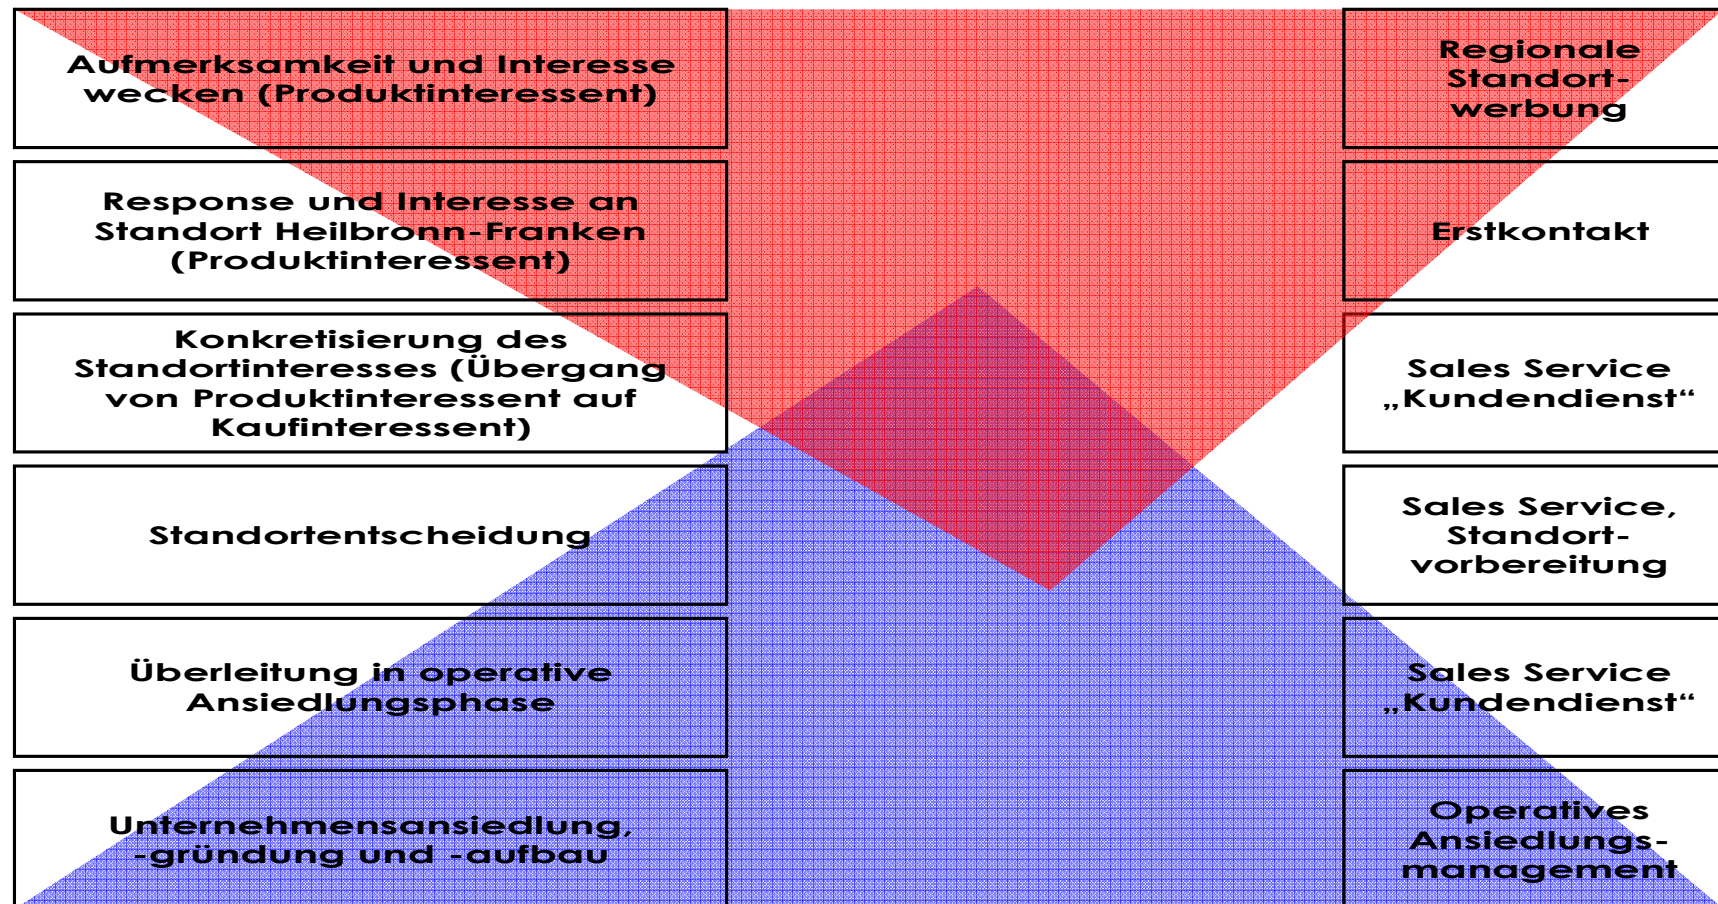 Aufmerksamkeit und Interesse
wecken (Produktinteressent)
Regionale
Standort-
werbung
Response und Interesse an
Standort Heilbronn-Franken
(Produktinteressent)
Erstkontakt
Konkretisierung des
Standortinteresses (Übergang
von Produktinteressent auf
Kaufinteressent)
Sales Service
„Kundendienst“
Standortentscheidung
Sales Service,
Standort-
vorbereitung
Überleitung in operative
Ansiedlungsphase
Sales Service
„Kundendienst“
Unternehmensansiedlung,
-gründung und -aufbau
Operatives
Ansiedlungs-
management